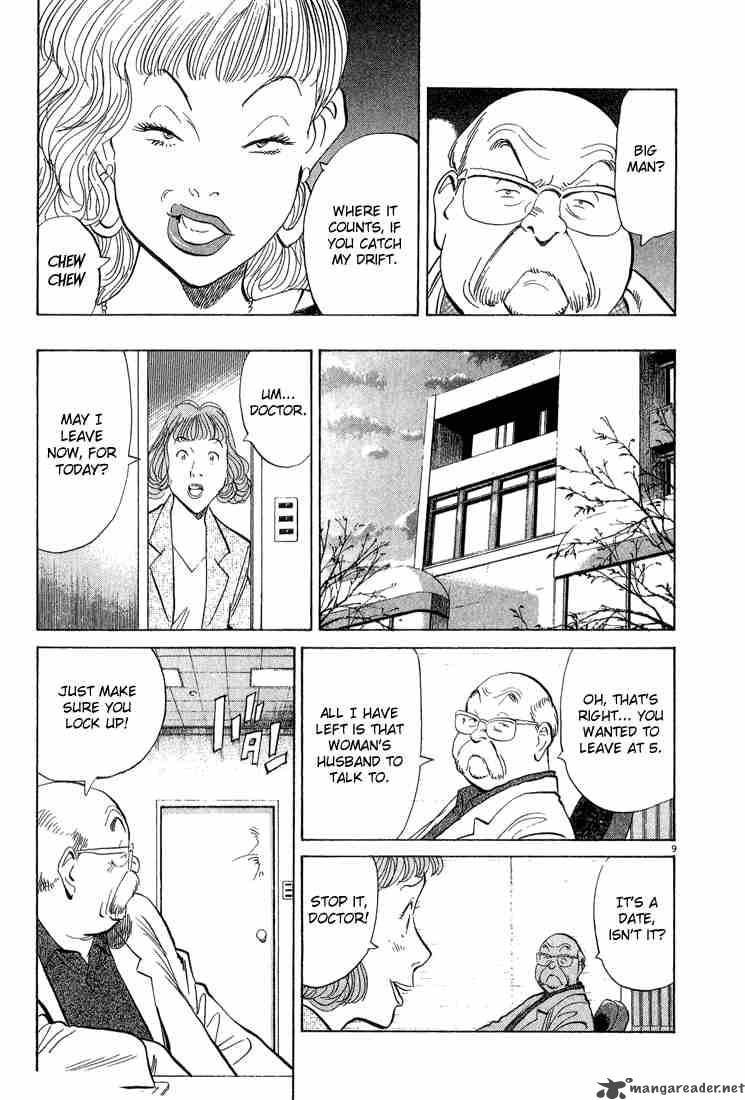 BIG
MAN?
WHERE IT
COUNTS, IF
YOU CATCH
MY DRIFT.
CHEW
CHEW
UM...
DOCTOR.
MAY I
LEAVE
NOW, FOR
TODAY?
OH, THAT'S
RIGHT... YOU
WANTED TO
LEAVE AT 5.
ALL I HAVE
LEFT IS THAT
WOMAN'S
HUSBAND TO
TALK TO.
9
IT'S A
DATE,
ISN'T IT?
STOP IT,
DOCTOR!
JUST MAKE
SURE YOU
LOCK UP!
mangareader.net